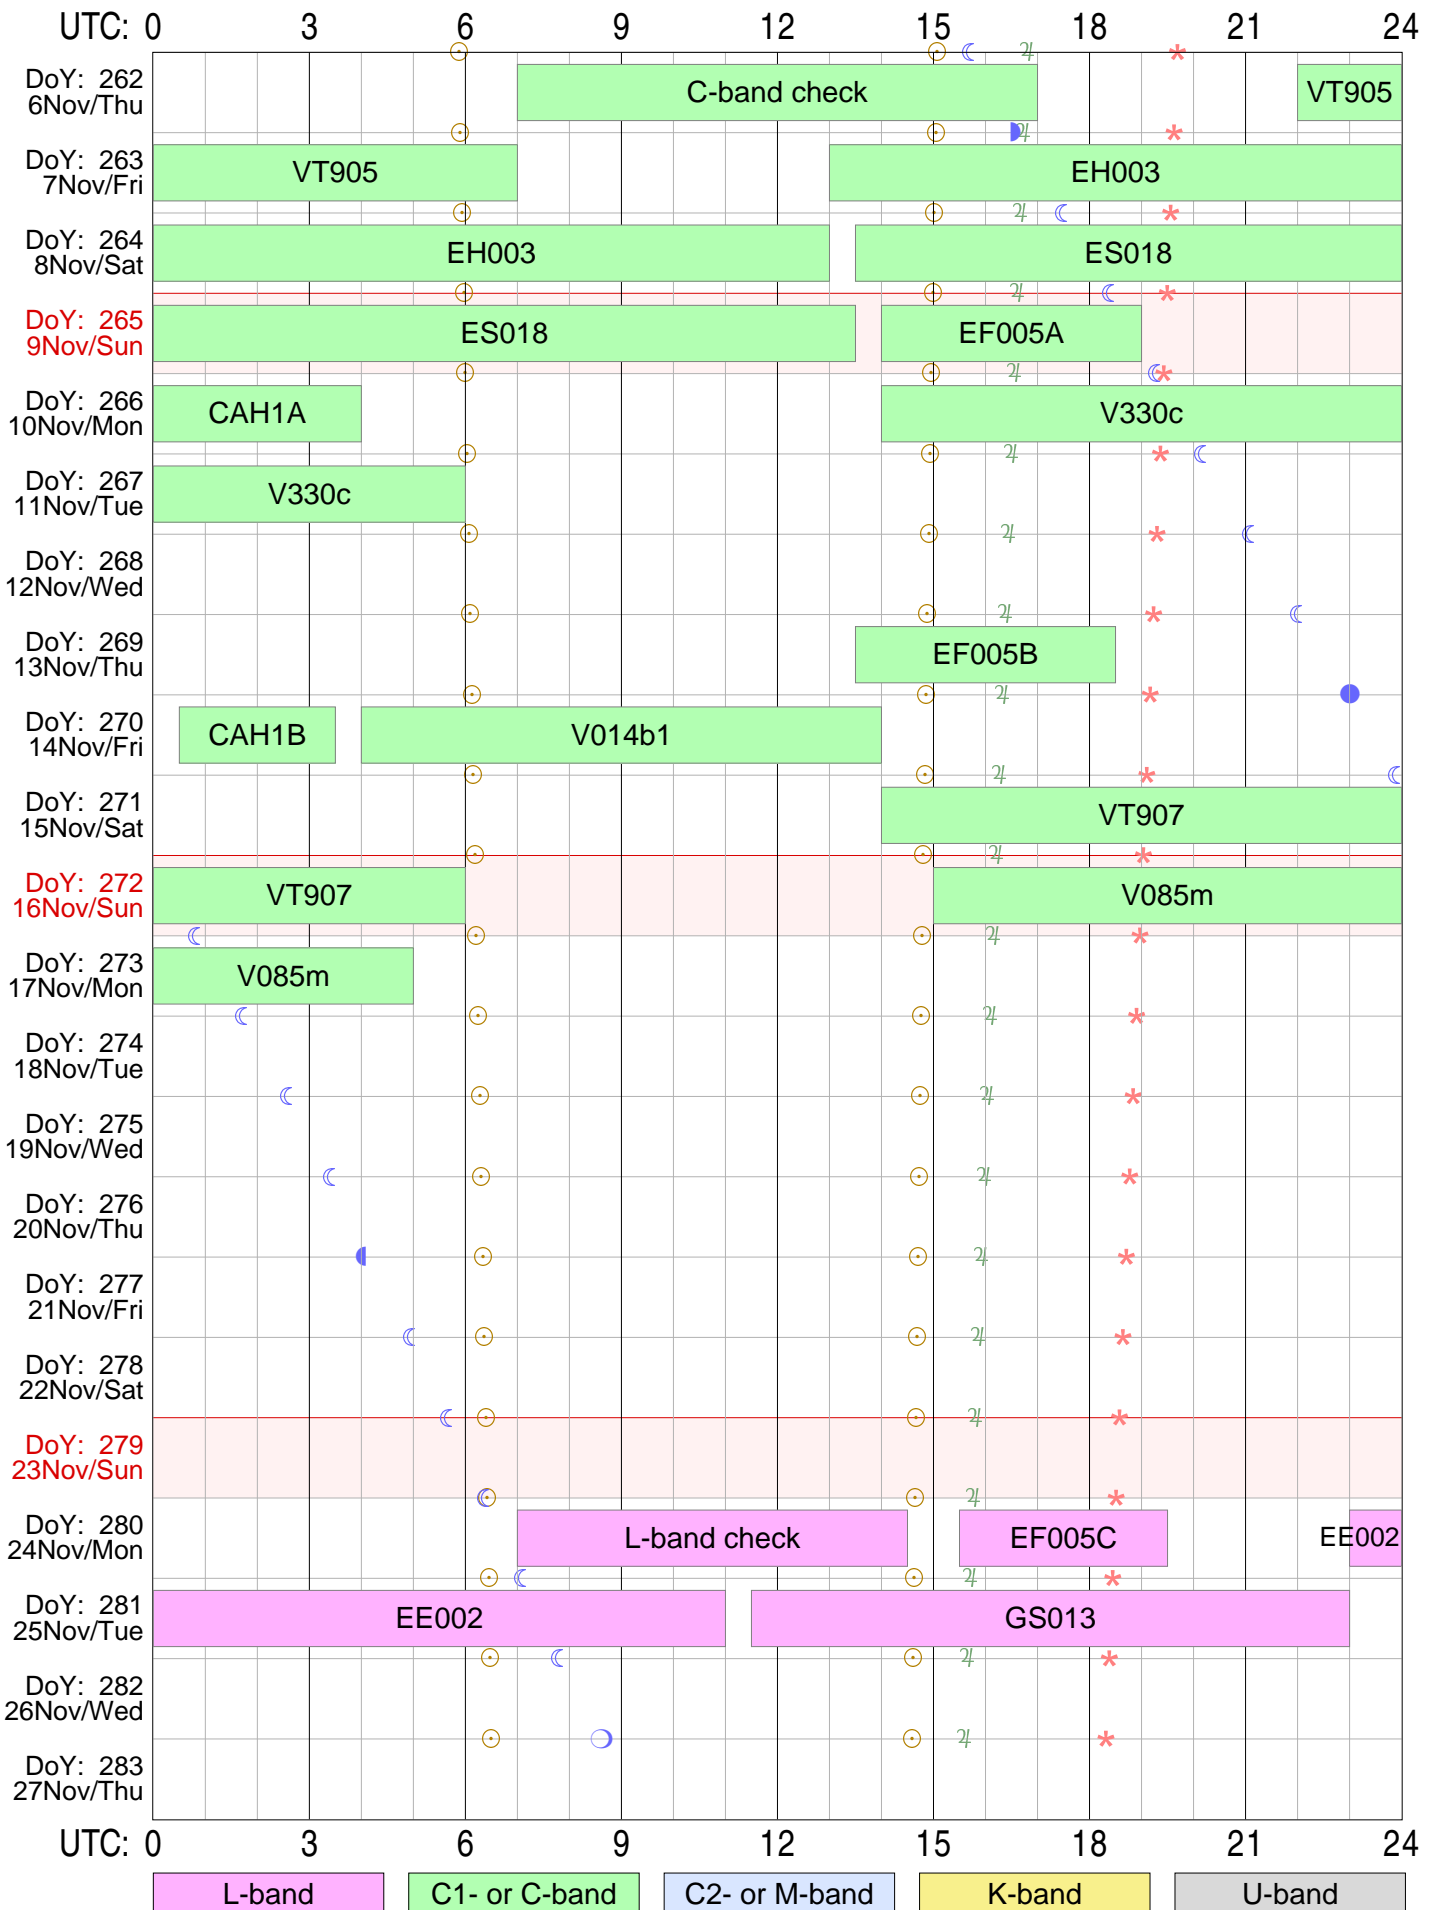 UTC: 0 3 6 9 12 15 18 21 24
DoY: 262
6Nov/Thu
C-band check VT905
DoY: 263
7Nov/Fri
VT905 EH003
DoY: 264
8Nov/Sat
EH003 ES018
DoY: 265
9Nov/Sun
ES018 EF005A
DoY: 266
10Nov/Mon
CAH1A V330c
DoY: 267
11Nov/Tue
V330c
DoY: 268
12Nov/Wed
DoY: 269
13Nov/Thu
EF005B
DoY: 270
14Nov/Fri
CAH1B V014b1
DoY: 271
15Nov/Sat
VT907
DoY: 272
16Nov/Sun
VT907 V085m
DoY: 273
17Nov/Mon
V085m
DoY: 274
18Nov/Tue
DoY: 275
19Nov/Wed
DoY: 276
20Nov/Thu
DoY: 277
21Nov/Fri
DoY: 278
22Nov/Sat
DoY: 279
23Nov/Sun
DoY: 280
24Nov/Mon
L-band check EF005C EE002
DoY: 281
25Nov/Tue
EE002 GS013
DoY: 282
26Nov/Wed
DoY: 283
27Nov/Thu
UTC: 0 3 6 9 12 15 18 21 24
L-band C1- or C-band C2- or M-band K-band U-band